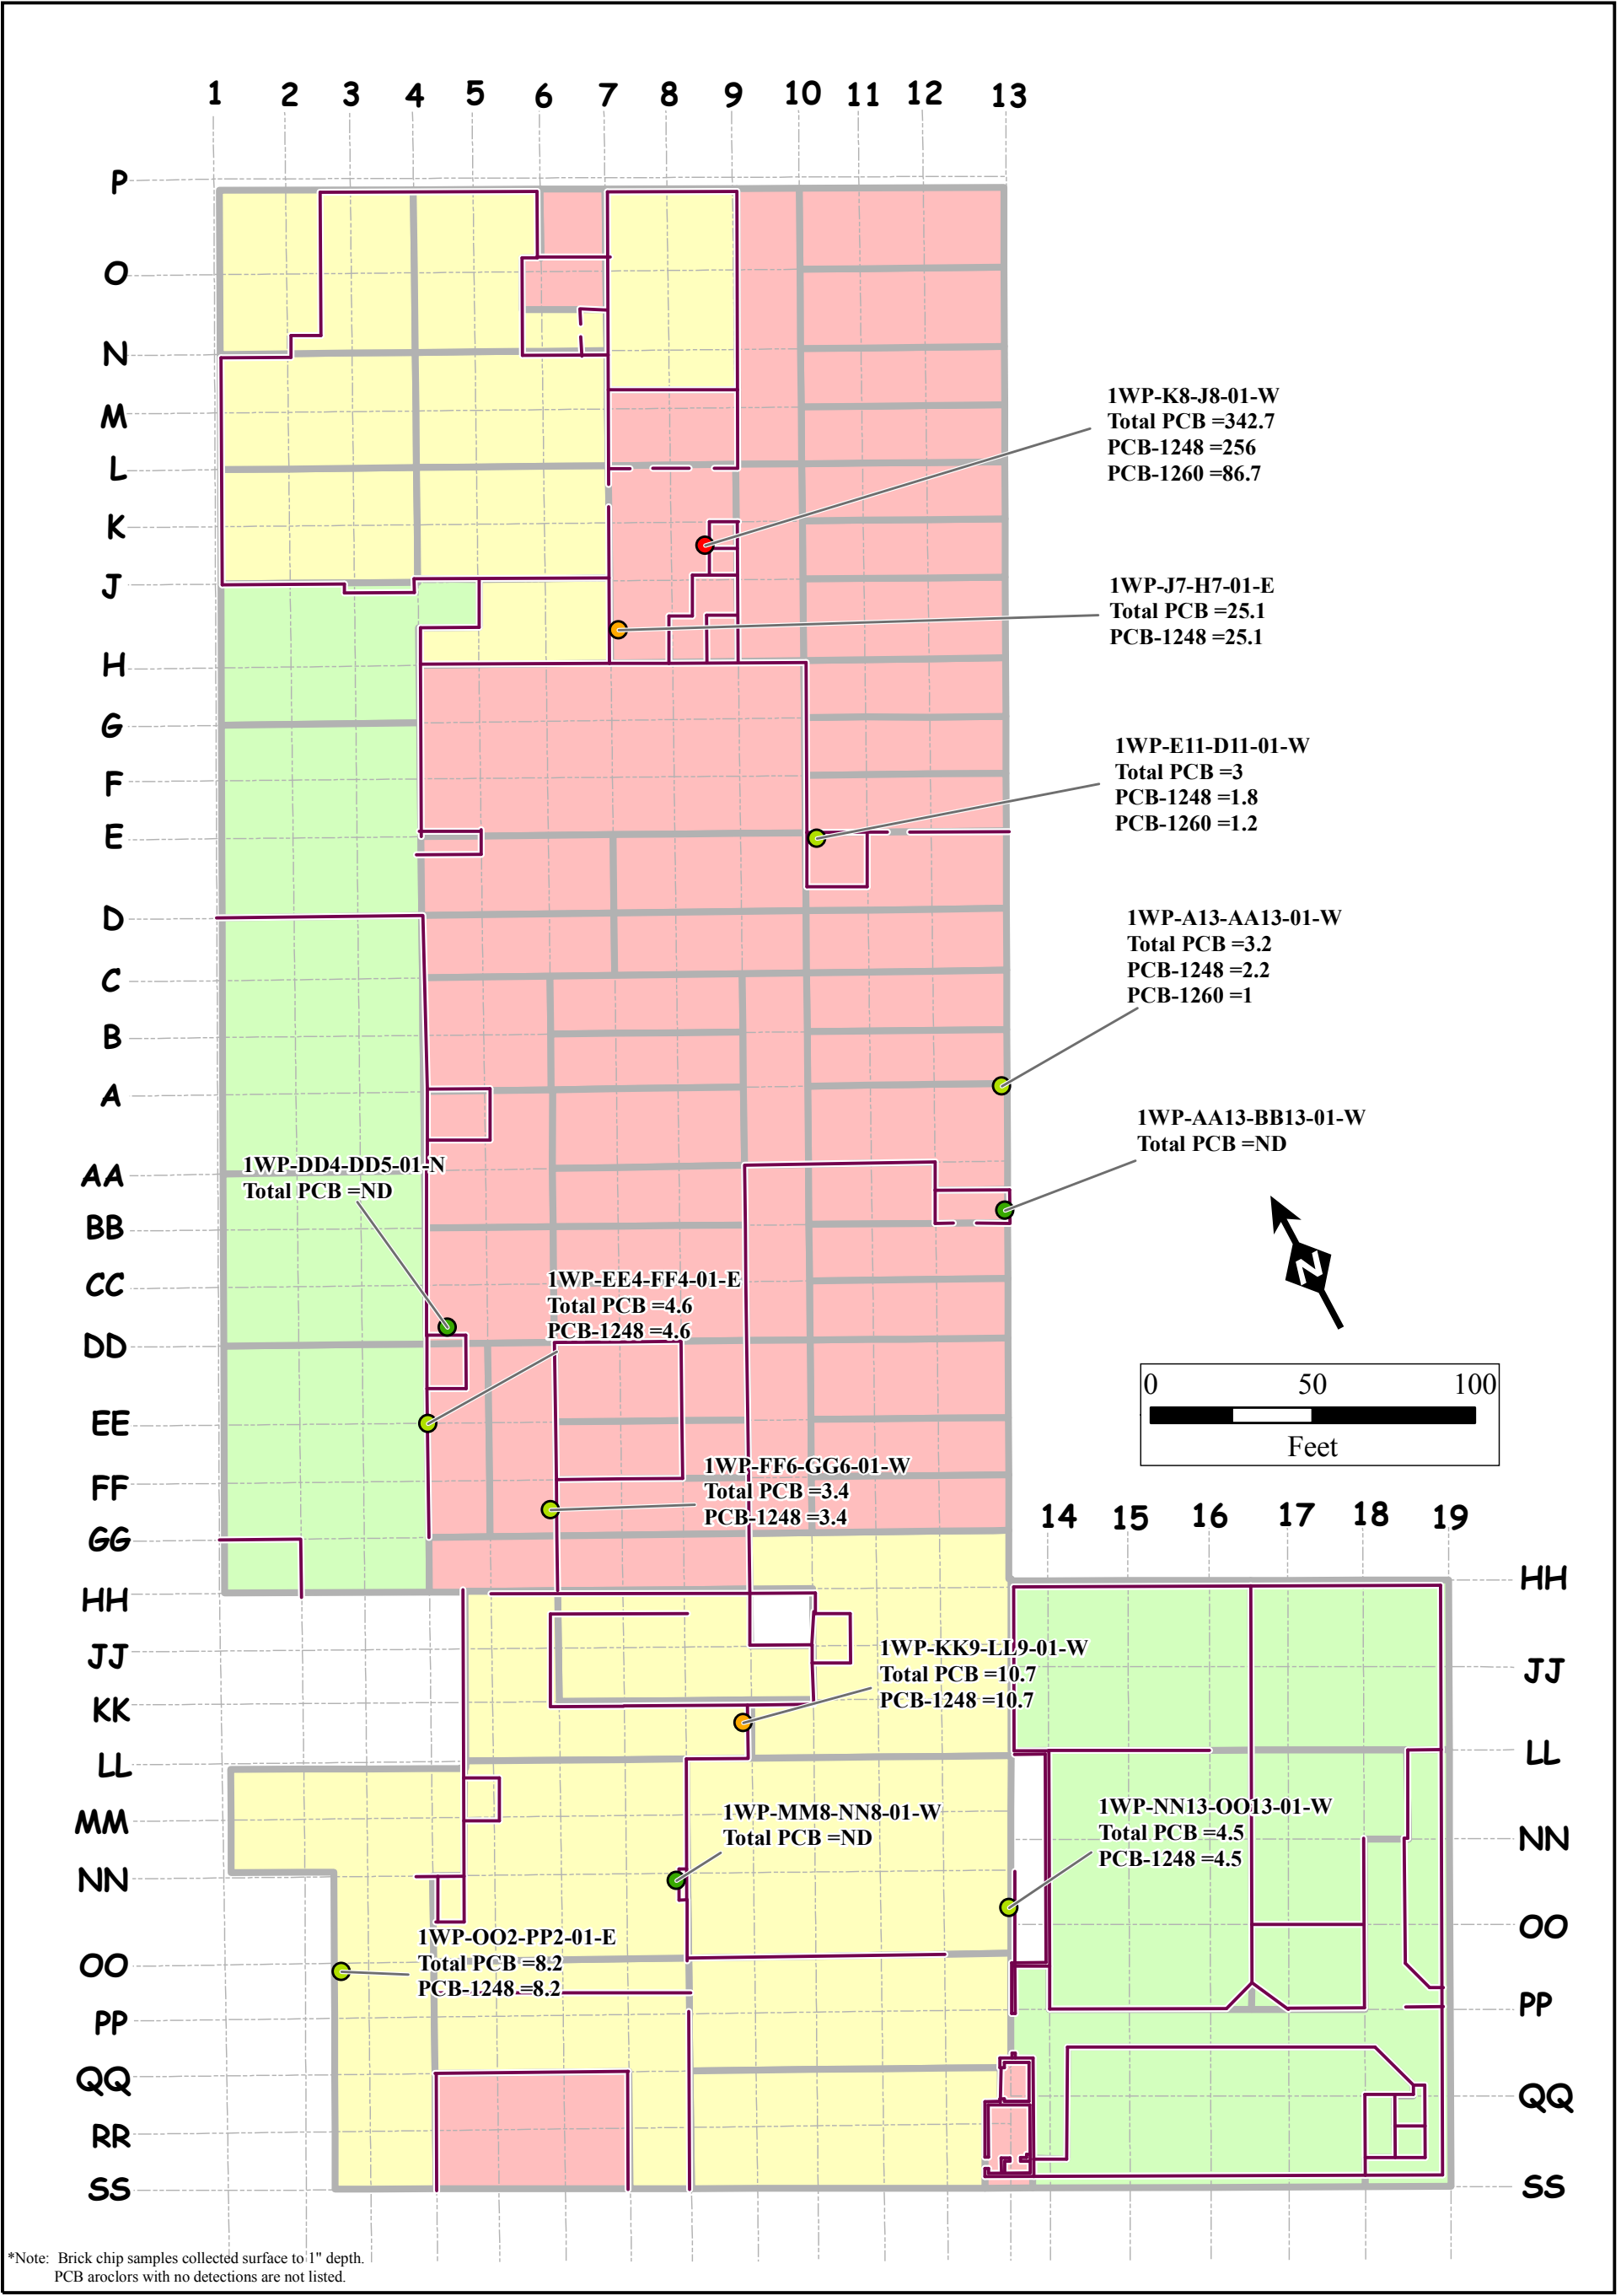 1 2 3 4 5 6 7 8 9 10 11 12 13
P
O
N
M
L
K
J
H
G
F
E
D
C
B
A
AA
BB
CC
DD
EE
FF
GG
HH
JJ
KK
LL
MM
NN
OO
PP
QQ
RR
SS
1WP-K8-J8-01-W
Total PCB =342.7
PCB-1248 =256
PCB-1260 =86.7
1WP-J7-H7-01-E
Total PCB =25.1
PCB-1248 =25.1
1WP-E11-D11-01-W
Total PCB =3
PCB-1248 =1.8
PCB-1260 =1.2
1WP-A13-AA13-01-W
Total PCB =3.2
PCB-1248 =2.2
PCB-1260 =1
1WP-AA13-BB13-01-W
Total PCB =ND
1WP-DD4-DD5-01-N
Total PCB =ND
1WP-EE4-FF4-01-E
Total PCB =4.6
PCB-1248 =4.6
N
0 50 100
Feet
1WP-FF6-GG6-01-W
Total PCB =3.4
PCB-1248 =3.4
14 15 16 17 18 19
HH
JJ
LL
NN
OO
PP
QQ
SS
1WP-KK9-LL9-01-W
Total PCB =10.7
PCB-1248 =10.7
1WP-MM8-NN8-01-W
Total PCB =ND
1WP-NN13-OO13-01-W
Total PCB =4.5
PCB-1248 =4.5
1WP-OO2-PP2-01-E
Total PCB =8.2
PCB-1248 =8.2
*Note: Brick chip samples collected surface to 1" depth.
PCB aroclors with no detections are not listed.